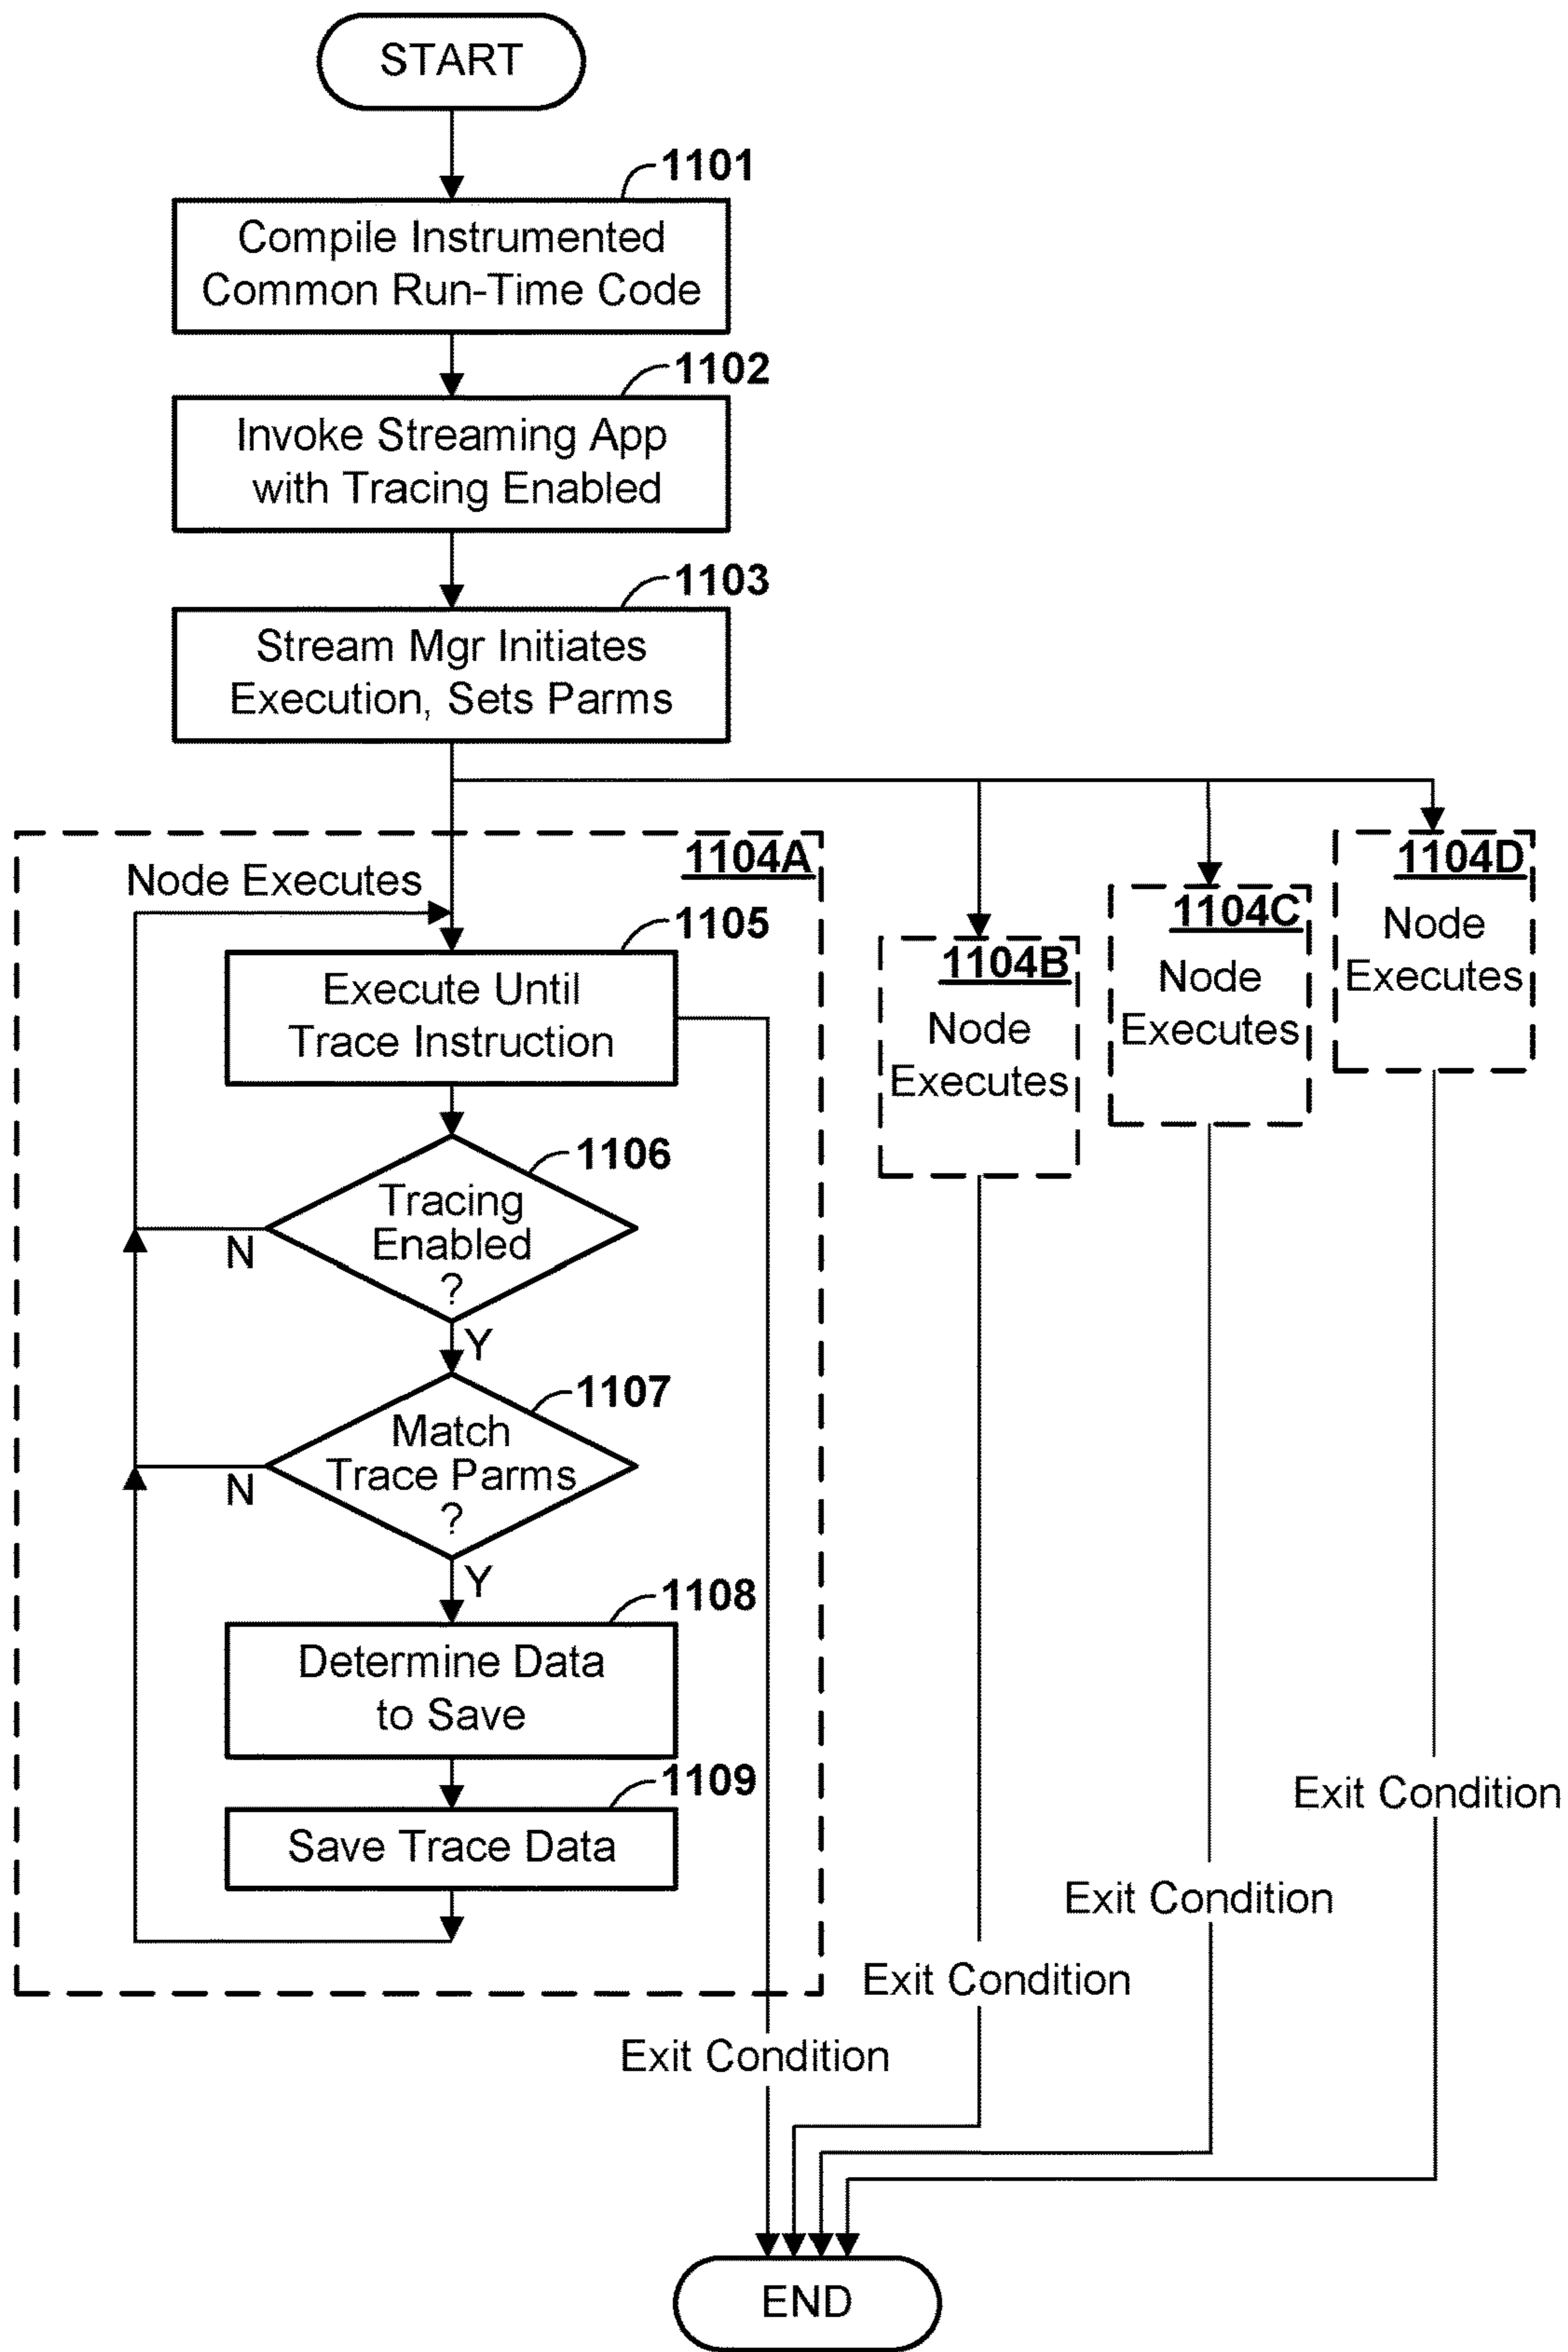 START
1101
Compile Instrumented
Common Run-Time Code
1102
Invoke Streaming App
with Tracing Enabled
1103
Stream Mgr Initiates
Execution, Sets Parms
1104A
Node Executes
1105
Execute Until
Trace Instruction
1106
Tracing
Enabled
?
N
Y
1107
Match
Trace Parms
?
N
Y
1108
Determine Data
to Save
1109
Save Trace Data
Exit Condition
1104B
Node
Executes
Exit Condition
1104C
Node
Executes
Exit Condition
1104D
Node
Executes
Exit Condition
END